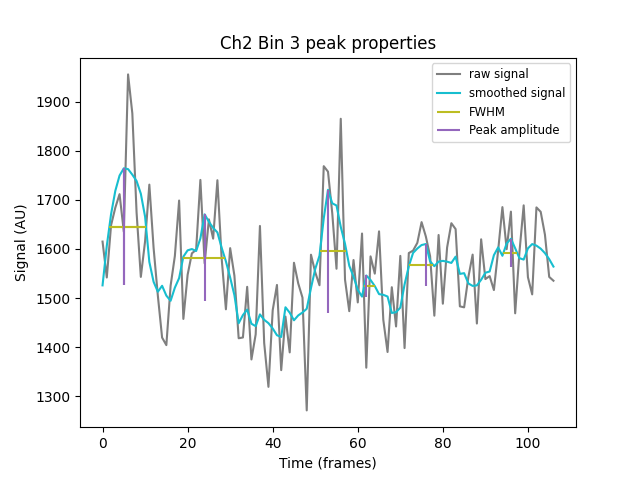 Ch2 Bin 3 peak properties
raw signal
smoothed signal
FWHM
Peak amplitude
Signal (AU)
1900
1800
1700
1600
1500
1400
1300
0 20 40 60 80 100
Time (frames)